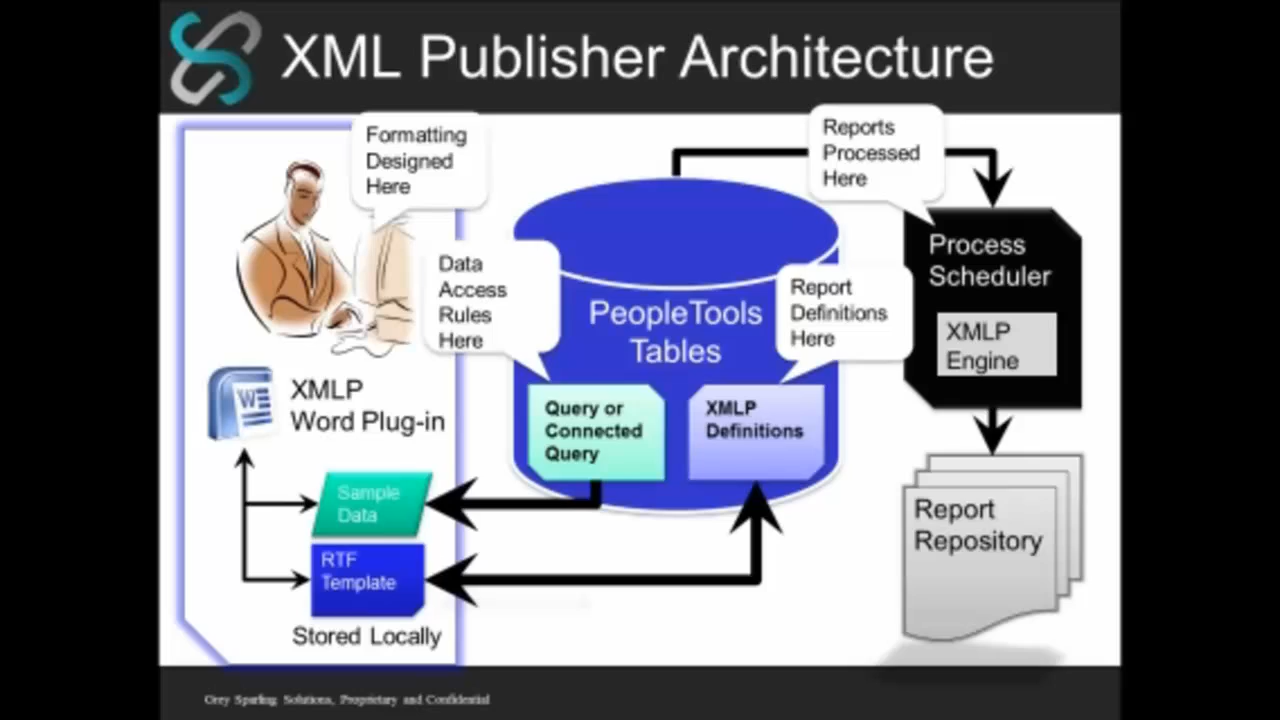 XML Publisher Architecture
Formatting
Designed
Here
Reports
Processed
Here
Data
Access
Rules
Here
PeopleTools
Tables
Report
Definitions
Here
Process
Scheduler
XMLP
Engine
XMLP
Word Plug-in
Query or
Connected
Query
XMLP
Definitions
Sample
Data
RTF
Template
Stored Locally
Report
Repository
Grey Sparling Solutions, Proprietary and Confidential